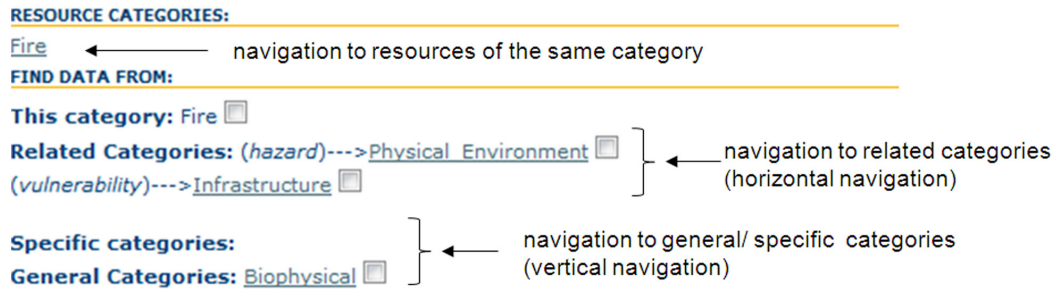 RESOURCE CATEGORIES:
Fire
navigation to resources of the same category
FIND DATA FROM:
This category: Fire
Related Categories: (hazard)--->Physical_Environment
(vulnerability)--->Infrastructure
navigation to related categories
(horizontal navigation)
Specific categories:
General Categories: Biophysical
navigation to general/ specific categories
(vertical navigation)